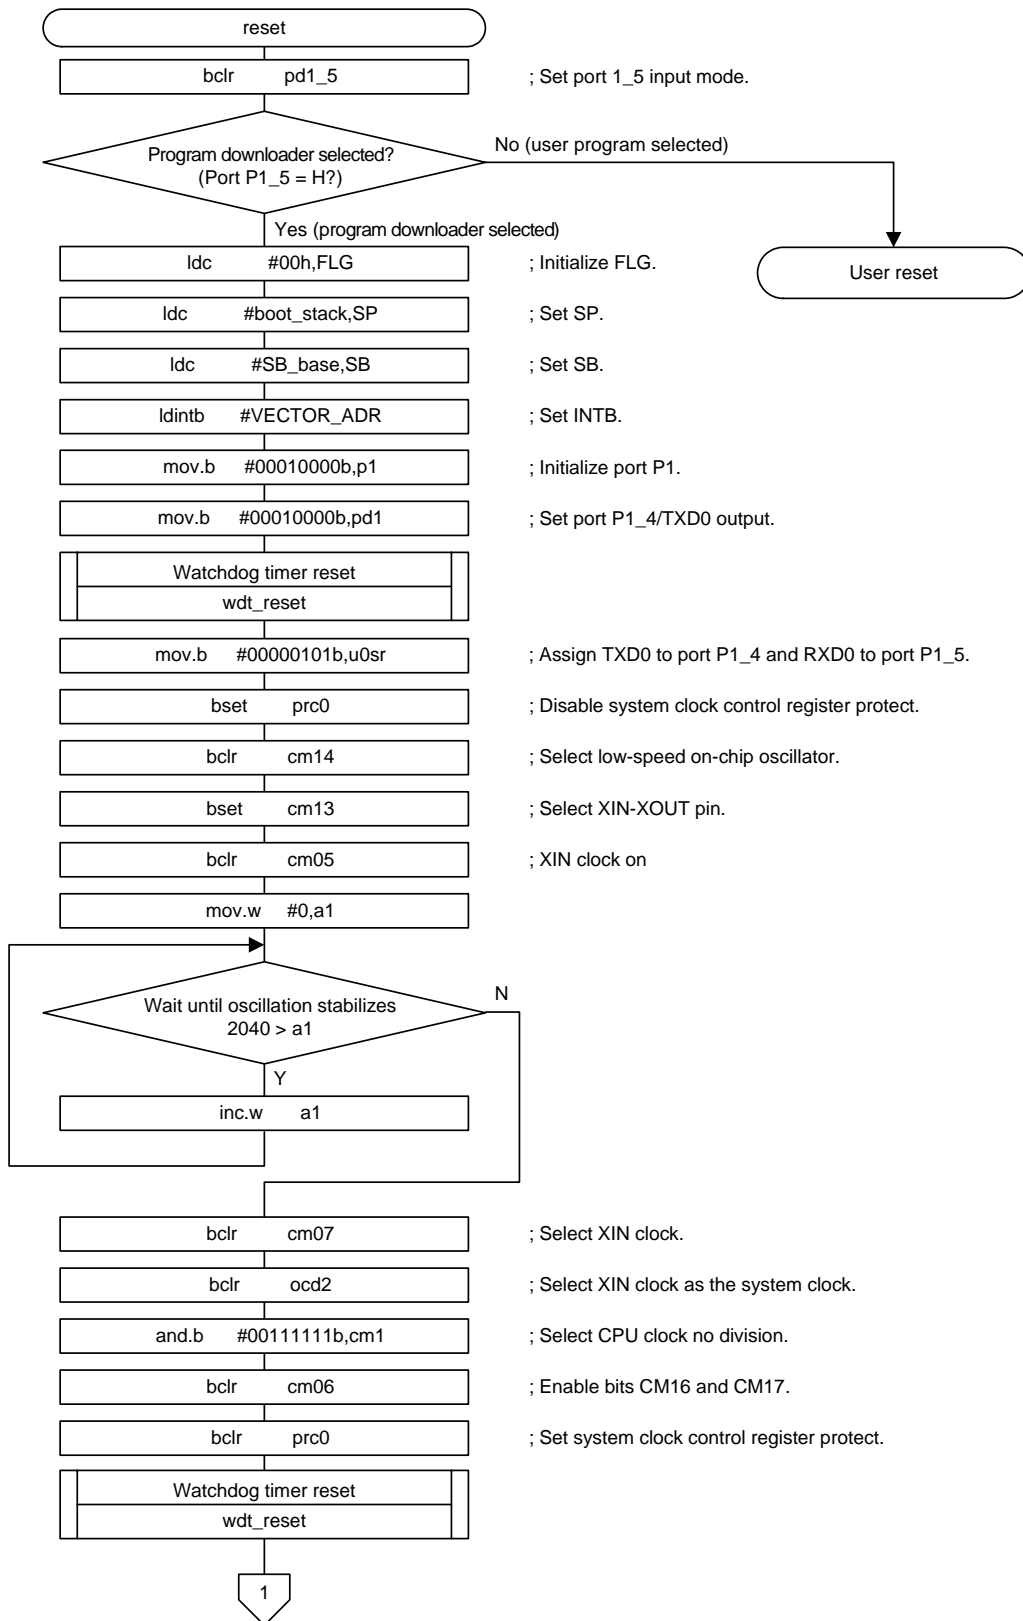 reset
bclr pd1_5 ; Set port 1_5 input mode.
Program downloader selected?
(Port P1_5 = H?)
No (user program selected)
Yes (program downloader selected)
User reset
ldc #00h,FLG ; Initialize FLG.
ldc #boot_stack,SP ; Set SP.
ldc #SB_base,SB ; Set SB.
ldintb #VECTOR_ADR ; Set INTB.
mov.b #00010000b,p1 ; Initialize port P1.
mov.b #00010000b,pd1 ; Set port P1_4/TXD0 output.
Watchdog timer reset
wdt_reset
mov.b #00000101b,u0sr ; Assign TXD0 to port P1_4 and RXD0 to port P1_5.
bset prc0 ; Disable system clock control register protect.
bclr cm14 ; Select low-speed on-chip oscillator.
bset cm13 ; Select XIN-XOUT pin.
bclr cm05 ; XIN clock on
mov.w #0,a1
Wait until oscillation stabilizes
2040 > a1
N
Y
inc.w a1
bclr cm07 ; Select XIN clock.
bclr ocd2 ; Select XIN clock as the system clock.
and.b #00111111b,cm1 ; Select CPU clock no division.
bclr cm06 ; Enable bits CM16 and CM17.
bclr prc0 ; Set system clock control register protect.
Watchdog timer reset
wdt_reset
1